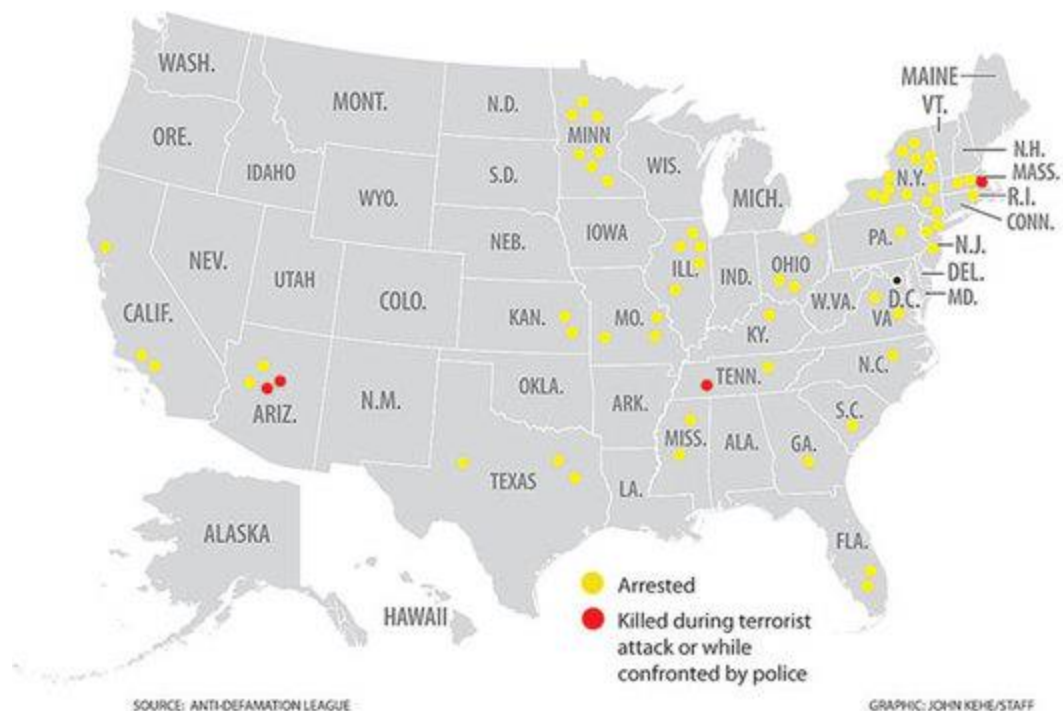 WASH.
MONT.
N.D.
MINN
MAINE
VT.
ORE.
IDAHO
S.D.
WIS.
MICH.
N.Y.
N.H.
MASS.
R.I.
CONN.
WYO.
NEB.
IOWA
PA.
N.J.
NEV.
UTAH
COLO.
ILL.
IND.
OHIO
W.VA.
D.C.
DEL.
MD.
VA
CALIF.
KAN.
MO.
KY.
ARIZ.
N.M.
OKLA.
ARK.
TENN.
N.C.
S.C.
MISS.
ALA.
GA.
TEXAS
LA.
FLA.
ALASKA
HAWAII
Arrested
Killed during terrorist
attack or while
confronted by police
SOURCE: ANTI-DEFAMATION LEAGUE
GRAPHIC: JOHN KEHE/STAFF